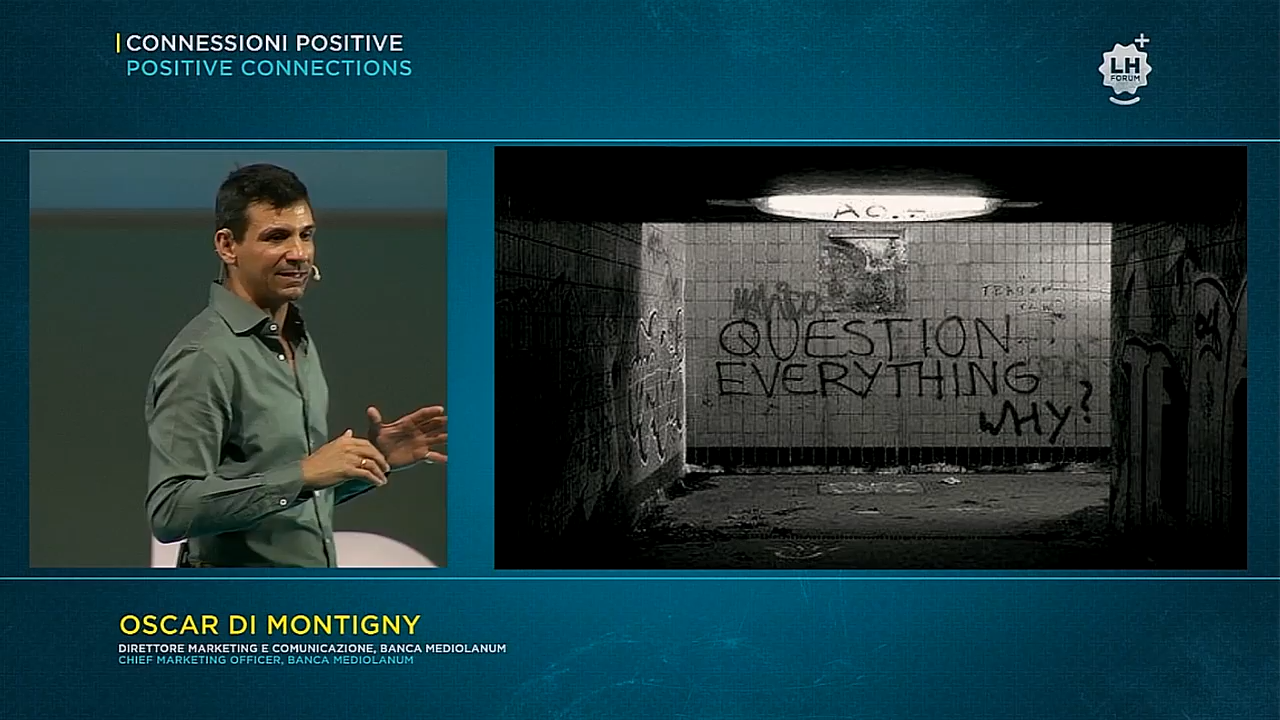 CONNESSIONI POSITIVE
POSITIVE CONNECTIONS
LH
FORUM
QUESTION
EVERYTHING
WHY?
OSCAR DI MONTIGNY
DIRETTORE MARKETING E COMUNICAZIONE, BANCA MEDIOLANUM
CHIEF MARKETING OFFICER, BANCA MEDIOLANUM